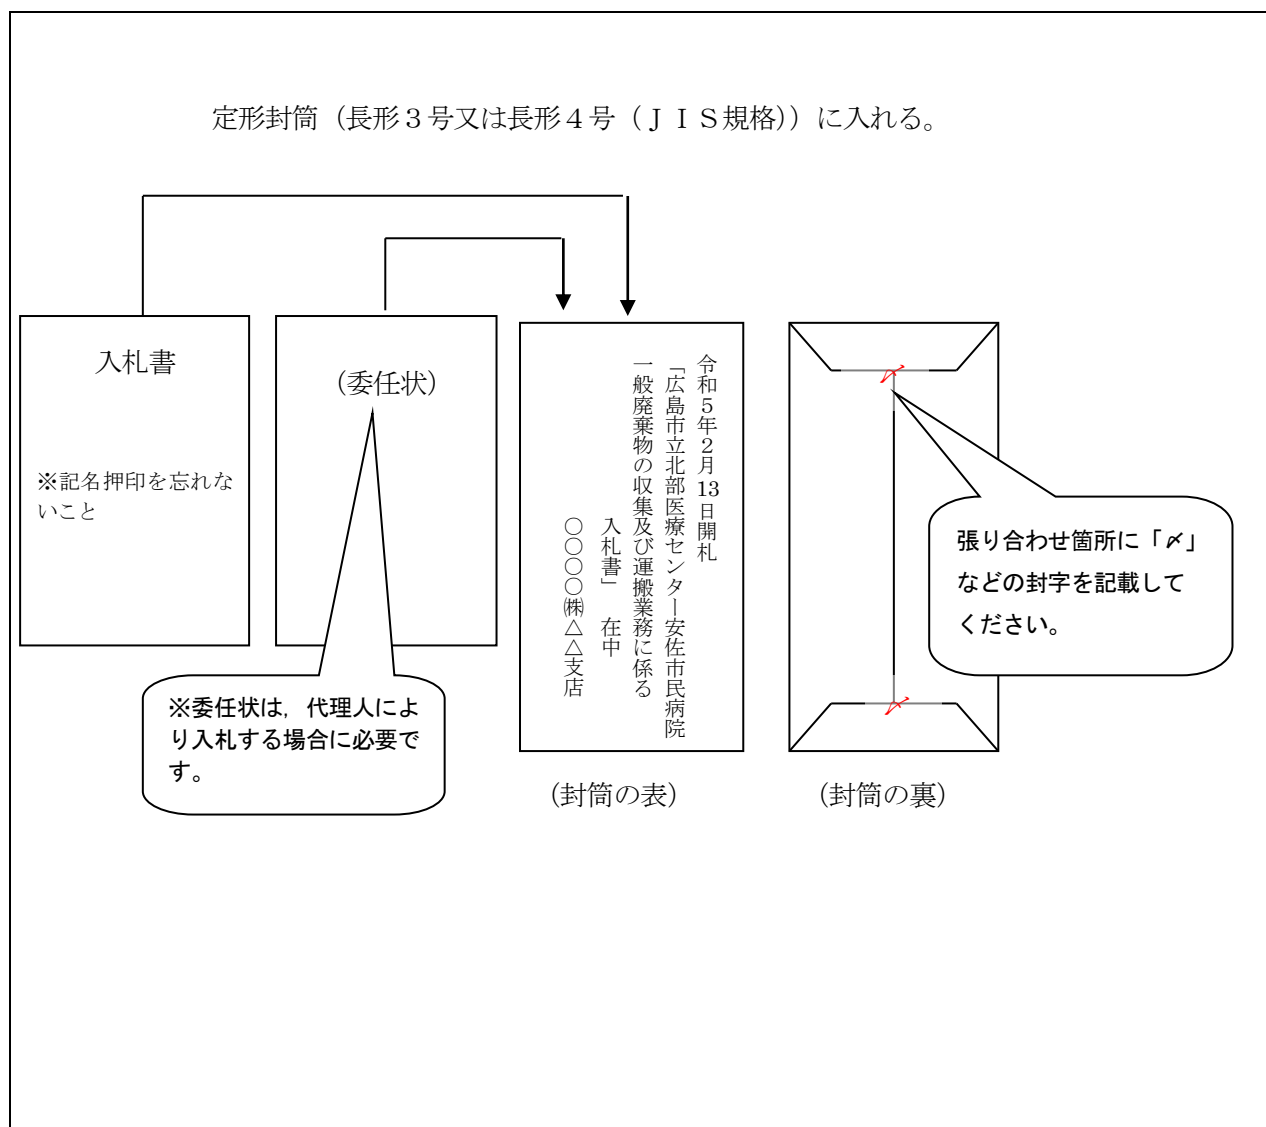 定形封筒（長形３号又は長形４号（ＪＩＳ規格））に入れる。
入札書
※記名押印を忘れな
いこと
（委任状）
※委任状は，代理人によ
り入札する場合に必要で
す。
令和５年２月13日開札
「広島市立北部医療センター安佐市民病院
一般廃棄物の収集及び運搬業務に係る
入札書」　在中
〇〇〇〇㈱△△支店
（封筒の表）
〆
張り合わせ箇所に「〆」
などの封字を記載して
ください。
〆
（封筒の裏）